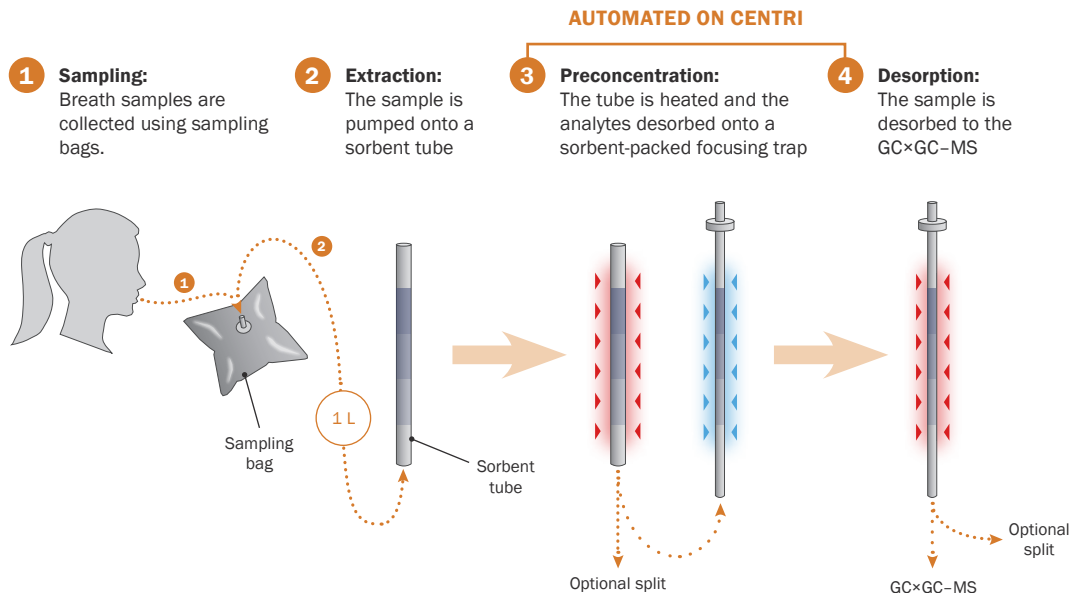 AUTOMATED ON CENTRI
1
Sampling:
Breath samples are
collected using sampling
bags.
2
Extraction:
The sample is
pumped onto a
sorbent tube
3
Preconcentration:
The tube is heated and the
analytes desorbed onto a
sorbent-packed focusing trap
4
Desorption:
The sample is
desorbed to the
GC×GC–MS
1
2
1 L
Sampling
bag
Sorbent
tube
Optional split
Optional
split
GC×GC–MS